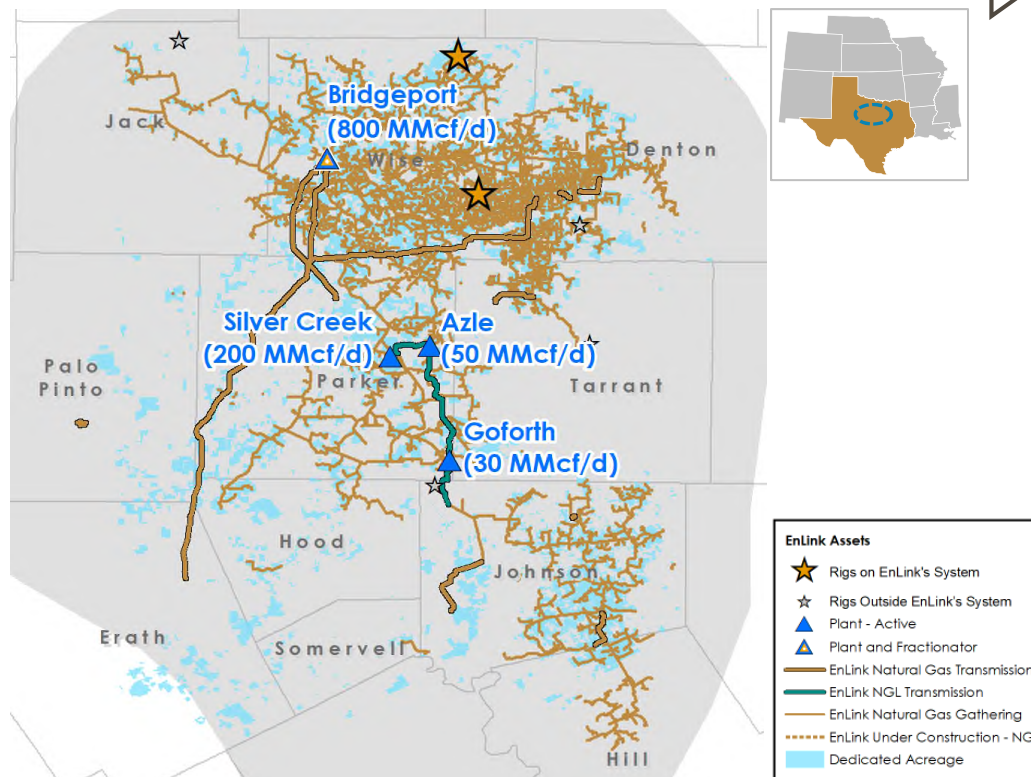 Bridgeport
(800 MMcf/d)
Jack
Wise
Denton
Silver Creek
(200 MMcf/d)
Azle
(50 MMcf/d)
Palo
Pinto
Parker
Tarrant
Goforth
(30 MMcf/d)
Hood
Johnson
Erath
Somervell
Hill
EnLink Assets
Rigs on EnLink's System
Rigs Outside EnLink's System
Plant - Active
Plant and Fractionator
EnLink Natural Gas Transmission
EnLink NGL Transmission
EnLink Natural Gas Gathering
EnLink Under Construction - NG
Dedicated Acreage